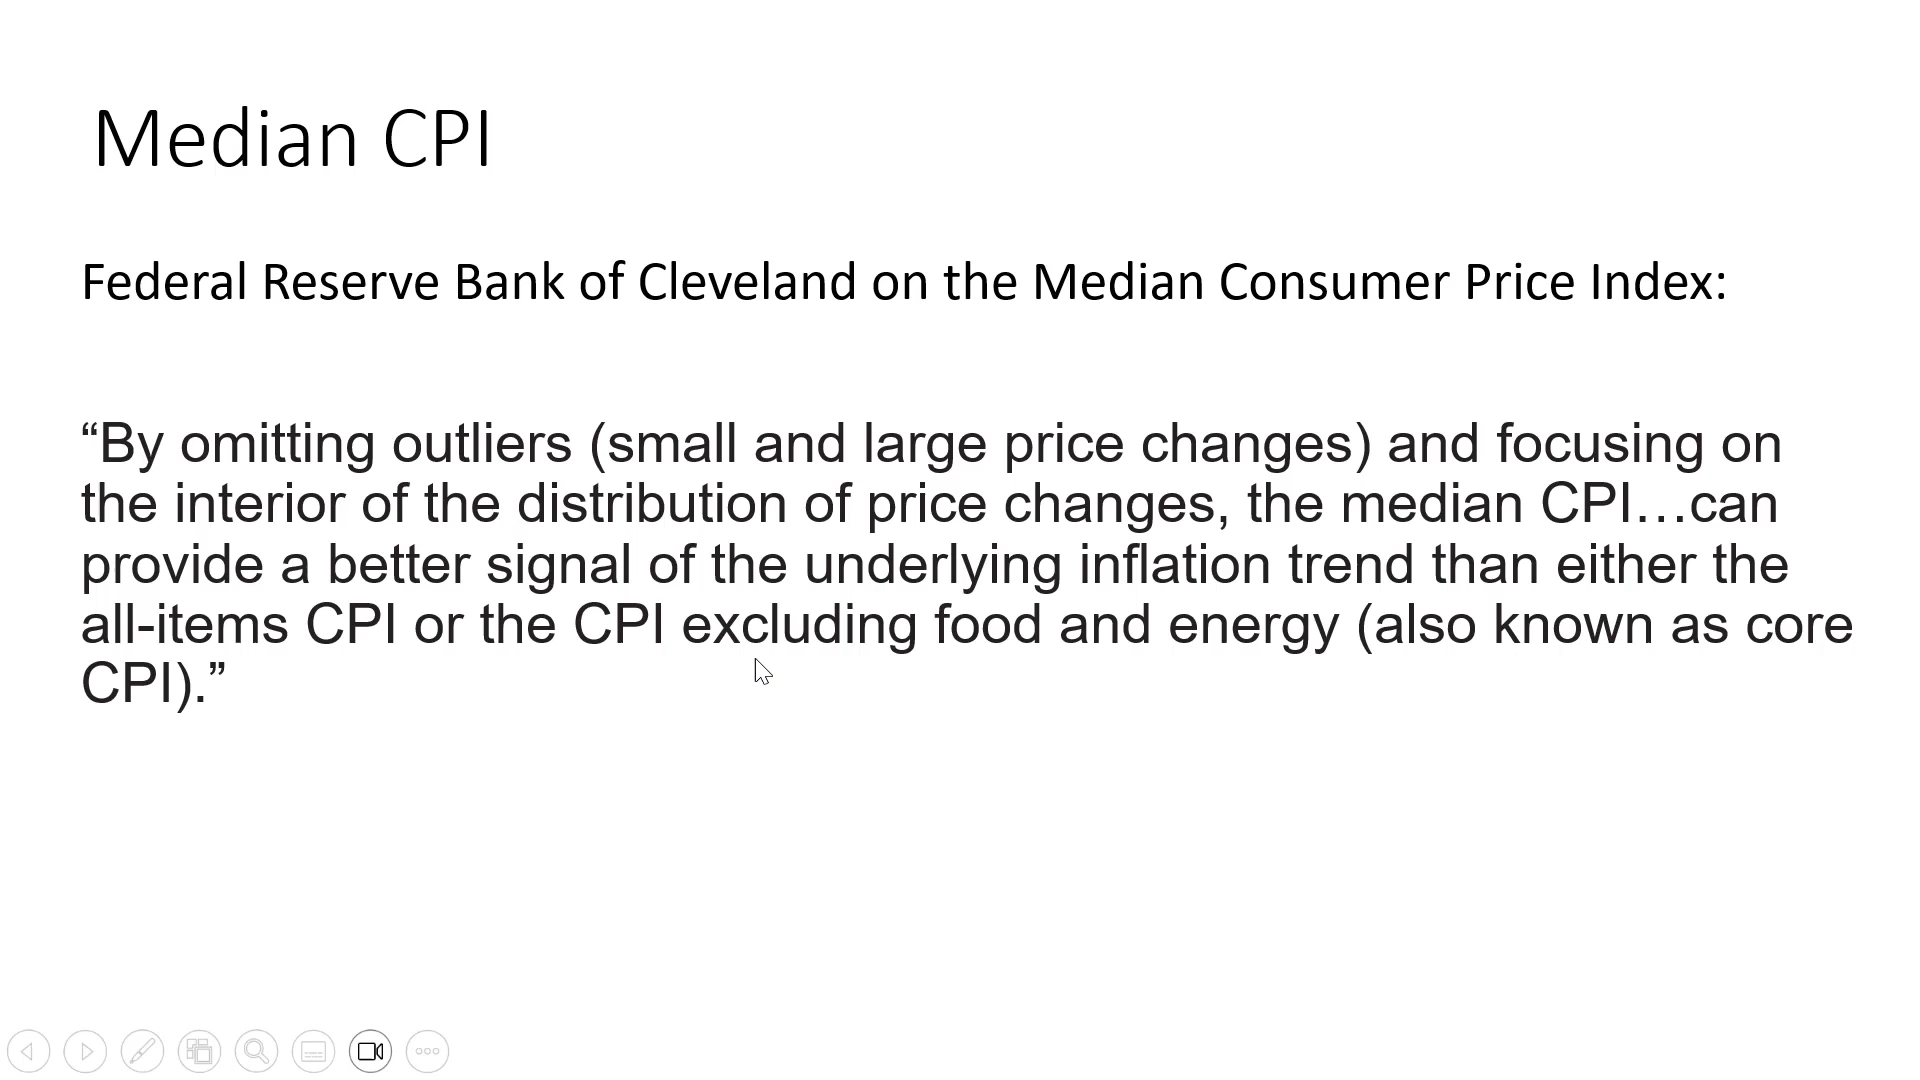 Median CPI
Federal Reserve Bank of Cleveland on the Median Consumer Price Index:
“By omitting outliers (small and large price changes) and focusing on
the interior of the distribution of price changes, the median CPI…can
provide a better signal of the underlying inflation trend than either the
all-items CPI or the CPI excluding food and energy (also known as core
CPI).”